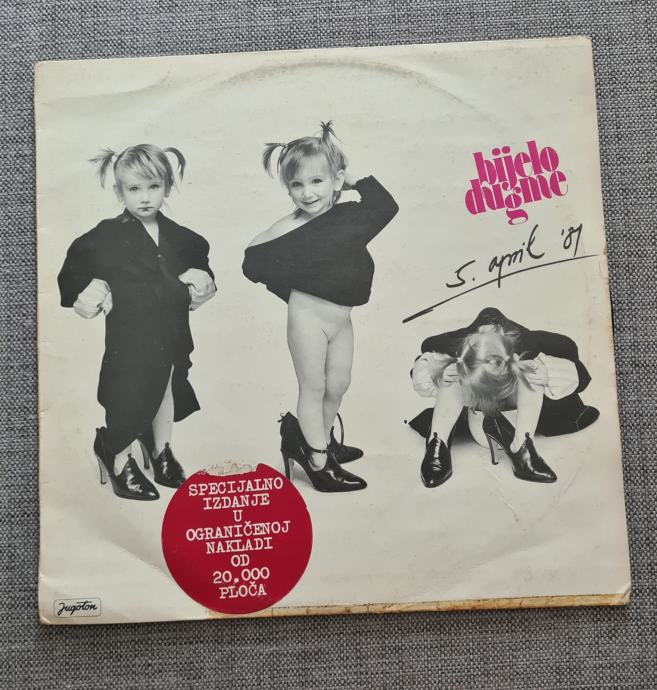 bijelo
dugme
5. april '81
SPECIJALNO
IZDANJE
U
OGRANIČENOJ
NAKLADI
OD
20.000
PLOČA
Jugoton